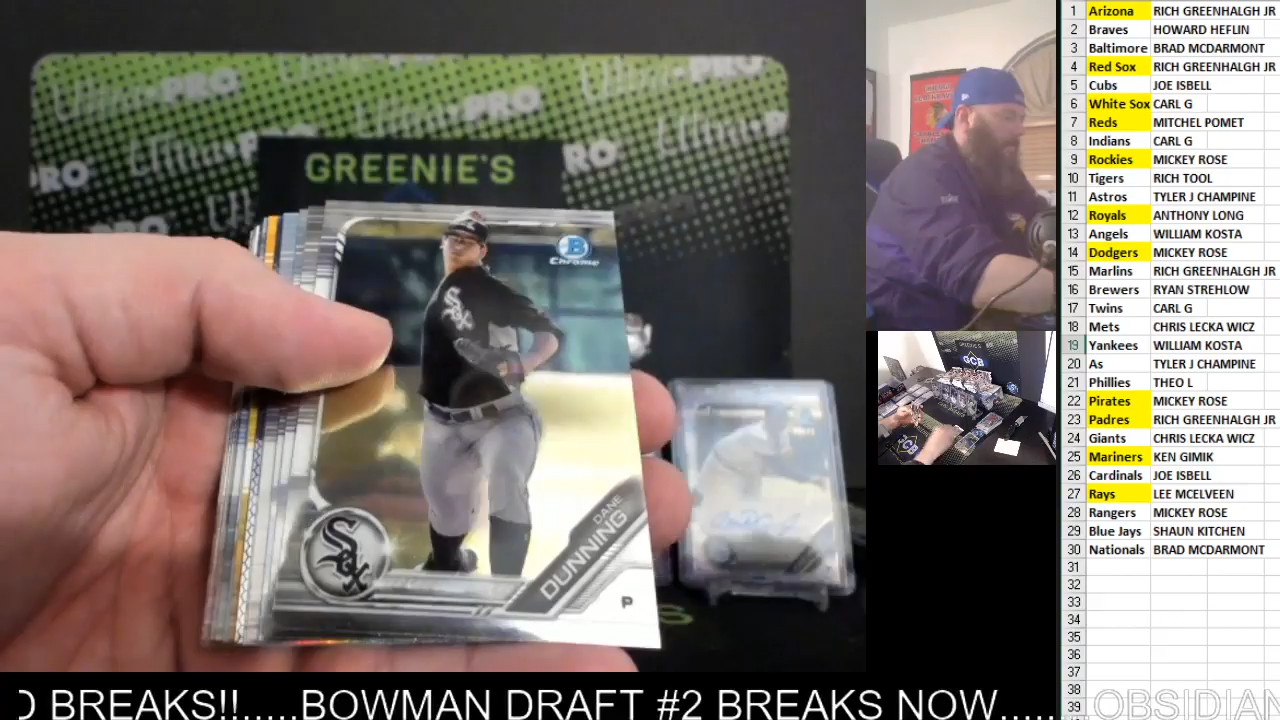 Ultra PRO
PRO
PRO
PRO
PRO
GREENIE'S
B
Chrome
Sox
Sox
DANE
DUNNING
P
GCB
1 Arizona RICH GREENHALGH JR
2 Braves HOWARD HEFLIN
3 Baltimore BRAD MCDARMONT
4 Red Sox RICH GREENHALGH JR
5 Cubs JOE ISBELL
6 White Sox CARL G
7 Reds MITCHEL POMET
8 Indians CARL G
9 Rockies MICKEY ROSE
10 Tigers RICH TOOL
11 Astros TYLER J CHAMPINE
12 Royals ANTHONY LONG
13 Angels WILLIAM KOSTA
14 Dodgers MICKEY ROSE
15 Marlins RICH GREENHALGH JR
16 Brewers RYAN STREHLOW
17 Twins CARL G
18 Mets CHRIS LECKA WICZ
19 Yankees WILLIAM KOSTA
20 As TYLER J CHAMPINE
21 Phillies THEO L
22 Pirates MICKEY ROSE
23 Padres RICH GREENHALGH JR
24 Giants CHRIS LECKA WICZ
25 Mariners KEN GIMIK
26 Cardinals JOE ISBELL
27 Rays LEE MCELVEEN
28 Rangers MICKEY ROSE
29 Blue Jays SHAUN KITCHEN
30 Nationals BRAD MCDARMONT
31
32
33
34
35
36
37
38
39
BREAKS!!.....BOWMAN DRAFT #2 BREAKS NOW........OBSIDIAN